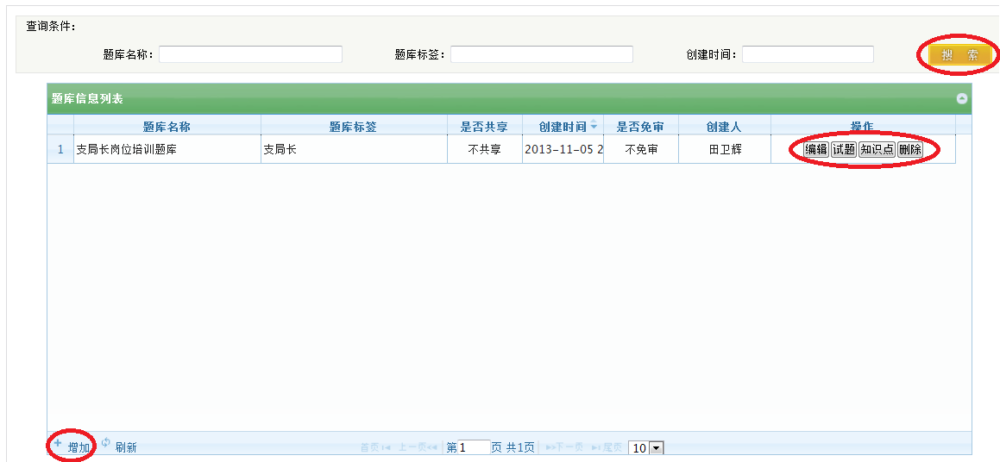 查询条件:
题库名称: 题库标签: 创建时间: 搜 索
题库信息列表
题库名称 题库标签 是否共享 创建时间 是否免审 创建人 操作
1 支局长岗位培训题库 支局长 不共享 2013-11-05 2 不免审 田卫辉 编辑 试题 知识点 删除
增加 刷新 首页 上一页 第 1 页 共1页 下一页 尾页 10